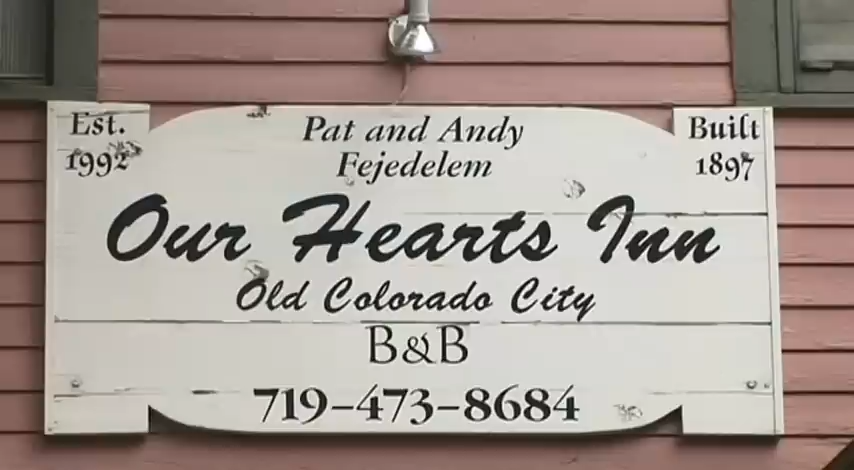 Est.
1992
Pat and Andy
Fejedelem
Built
1897
Our Hearts Inn
Old Colorado City
B&B
719-473-8684